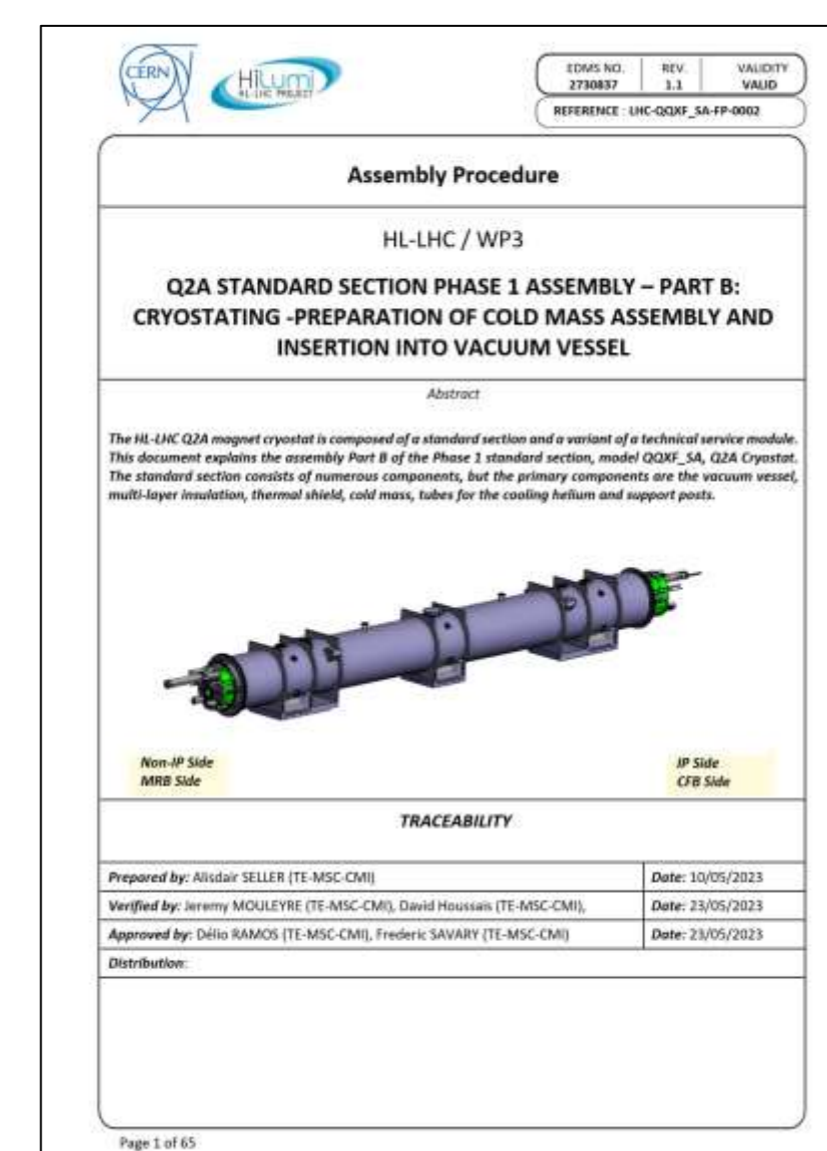 CERN
HiLumi
HL-LHC PROJECT
EDMS NO. REV. VALIDITY
2730837 1.1 VALID
REFERENCE : LHC-QQXF_SA-FP-0002
Assembly Procedure
HL-LHC / WP3
Q2A STANDARD SECTION PHASE 1 ASSEMBLY – PART B:
CRYOSTATING -PREPARATION OF COLD MASS ASSEMBLY AND
INSERTION INTO VACUUM VESSEL
Abstract
The HL-LHC Q2A magnet cryostat is composed of a standard section and a variant of a technical service module.
This document explains the assembly Part B of the Phase 1 standard section, model QQXF_SA, Q2A Cryostat.
The standard section consists of numerous components, but the primary components are the vacuum vessel,
multi-layer insulation, thermal shield, cold mass, tubes for the cooling helium and support posts.
Non-IP Side
MRB Side
IP Side
CFB Side
TRACEABILITY
Prepared by: Alisdair SELLER (TE-MSC-CMI) Date: 10/05/2023
Verified by: Jeremy MOULEYRE (TE-MSC-CMI), David Houssais (TE-MSC-CMI), Date: 23/05/2023
Approved by: Délio RAMOS (TE-MSC-CMI), Frederic SAVARY (TE-MSC-CMI) Date: 23/05/2023
Distribution:
Page 1 of 65